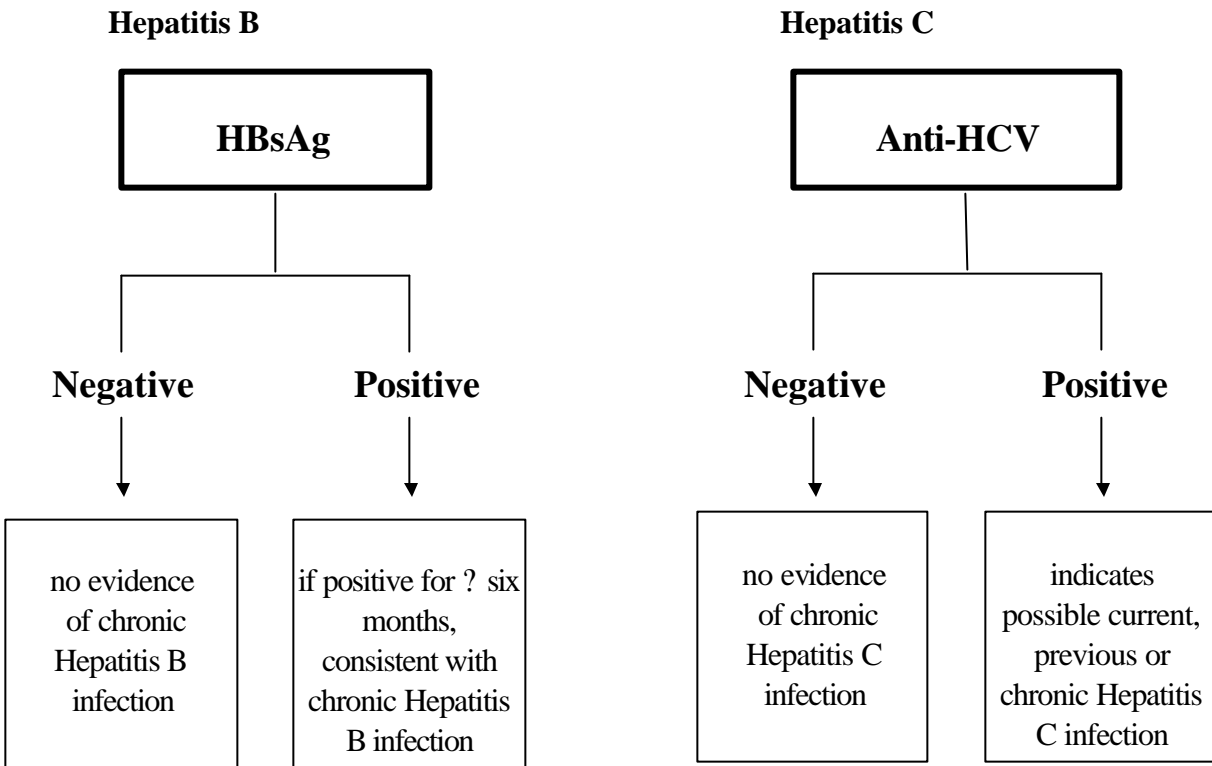 Hepatitis B
HBsAg
Negative
Positive
no evidence
of chronic
Hepatitis B
infection
if positive for ? six
months,
consistent with
chronic Hepatitis
B infection
Hepatitis C
Anti-HCV
Negative
Positive
no evidence
of chronic
Hepatitis C
infection
indicates
possible current,
previous or
chronic Hepatitis
C infection